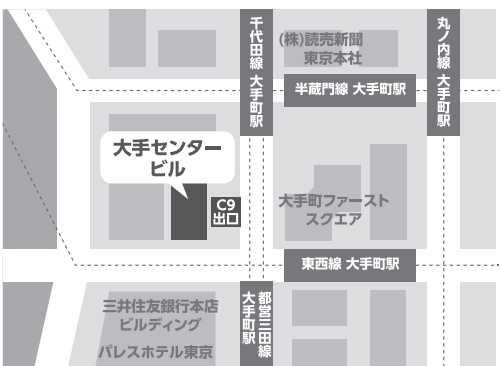 千代田線 大手町駅
(株)読売新聞
東京本社
丸ノ内線 大手町駅
半蔵門線 大手町駅
大手センター
ビル
C9
出口
大手町ファースト
スクエア
東西線 大手町駅
三井住友銀行本店
ビルディング
パレスホテル東京
都営三田線
大手町駅